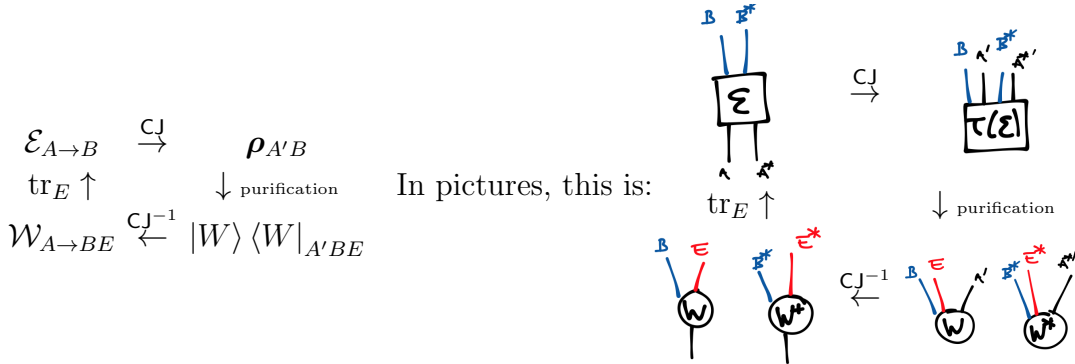 B B*
B A' B* A*'
ℰ_{A→B} CJ→ ρ_{A'B}
Ɛ CJ→ τ(Ɛ)
A A*
tr_E ↑ ↓ purification In pictures, this is: tr_E ↑ ↓ purification
𝒲_{A→BE} CJ⁻¹← |W⟩ ⟨W|_{A'BE}
B E B* E* CJ⁻¹← B E A' B* E* A*'
W W* W W*